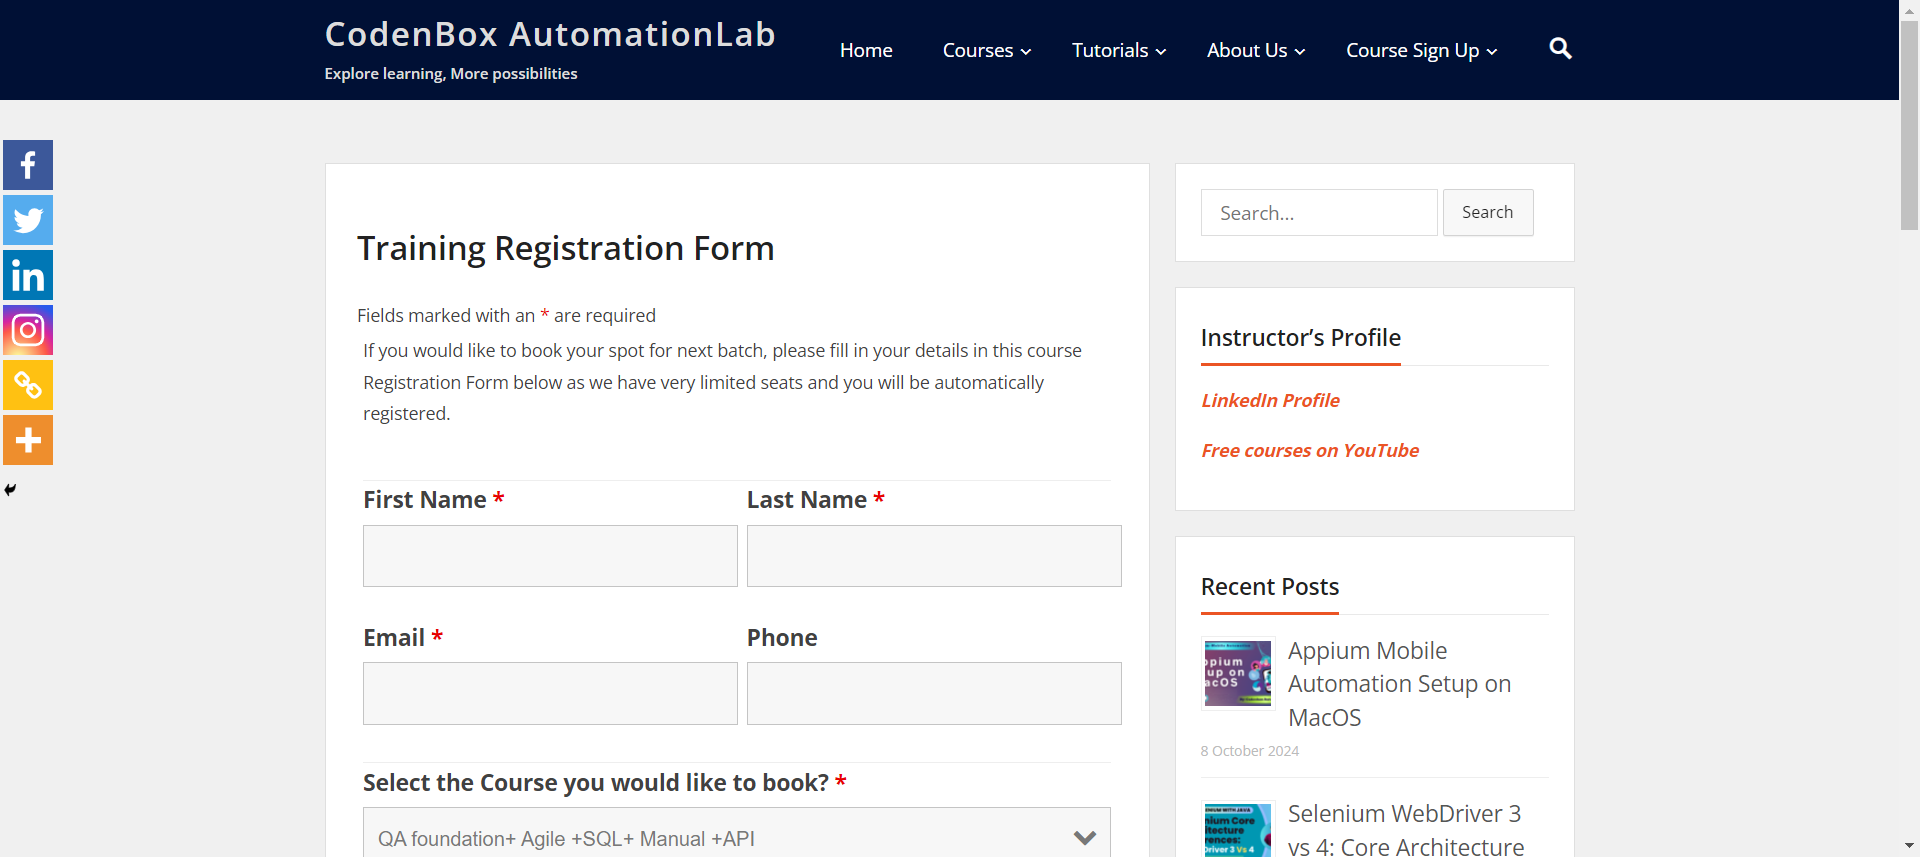 CodenBox AutomationLab
Explore learning, More possibilities
Home
Courses
Tutorials
About Us
Course Sign Up
Training Registration Form
Fields marked with an * are required
If you would like to book your spot for next batch, please fill in your details in this course
Registration Form below as we have very limited seats and you will be automatically
registered.
First Name *
Last Name *
Email *
Phone
Select the Course you would like to book? *
QA foundation+ Agile +SQL+ Manual +API
Search...
Search
Instructor’s Profile
LinkedIn Profile
Free courses on YouTube
Recent Posts
Appium Mobile
Automation Setup on
MacOS
8 October 2024
Selenium WebDriver 3
vs 4: Core Architecture